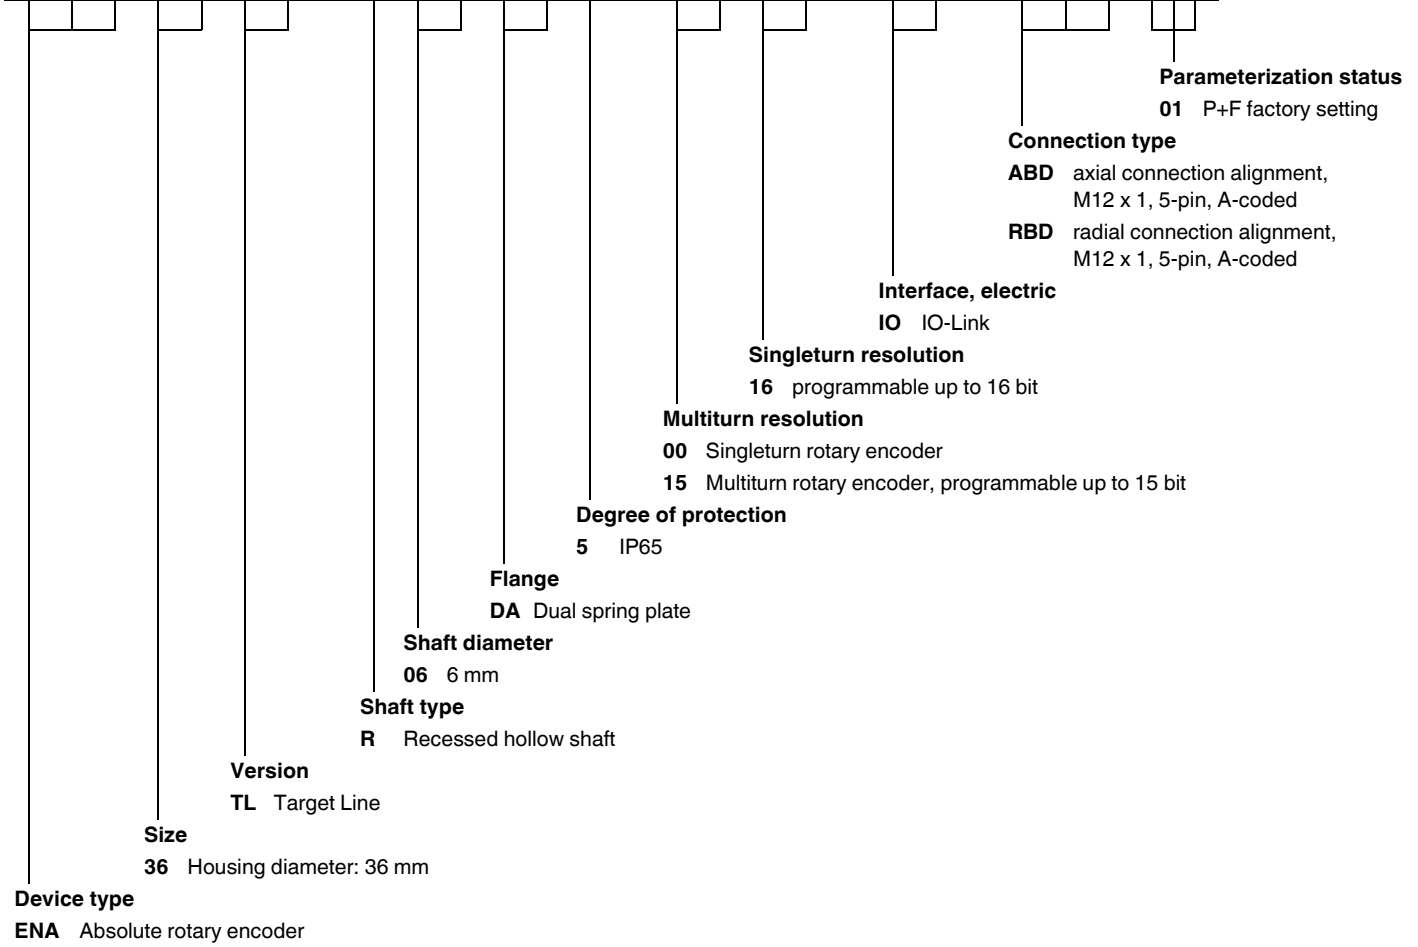 Parameterization status
01 P+F factory setting
Connection type
ABD axial connection alignment,
M12 x 1, 5-pin, A-coded
RBD radial connection alignment,
M12 x 1, 5-pin, A-coded
Interface, electric
IO IO-Link
Singleturn resolution
16 programmable up to 16 bit
Multiturn resolution
00 Singleturn rotary encoder
15 Multiturn rotary encoder, programmable up to 15 bit
Degree of protection
5 IP65
Flange
DA Dual spring plate
Shaft diameter
06 6 mm
Shaft type
R Recessed hollow shaft
Version
TL Target Line
Size
36 Housing diameter: 36 mm
Device type
ENA Absolute rotary encoder